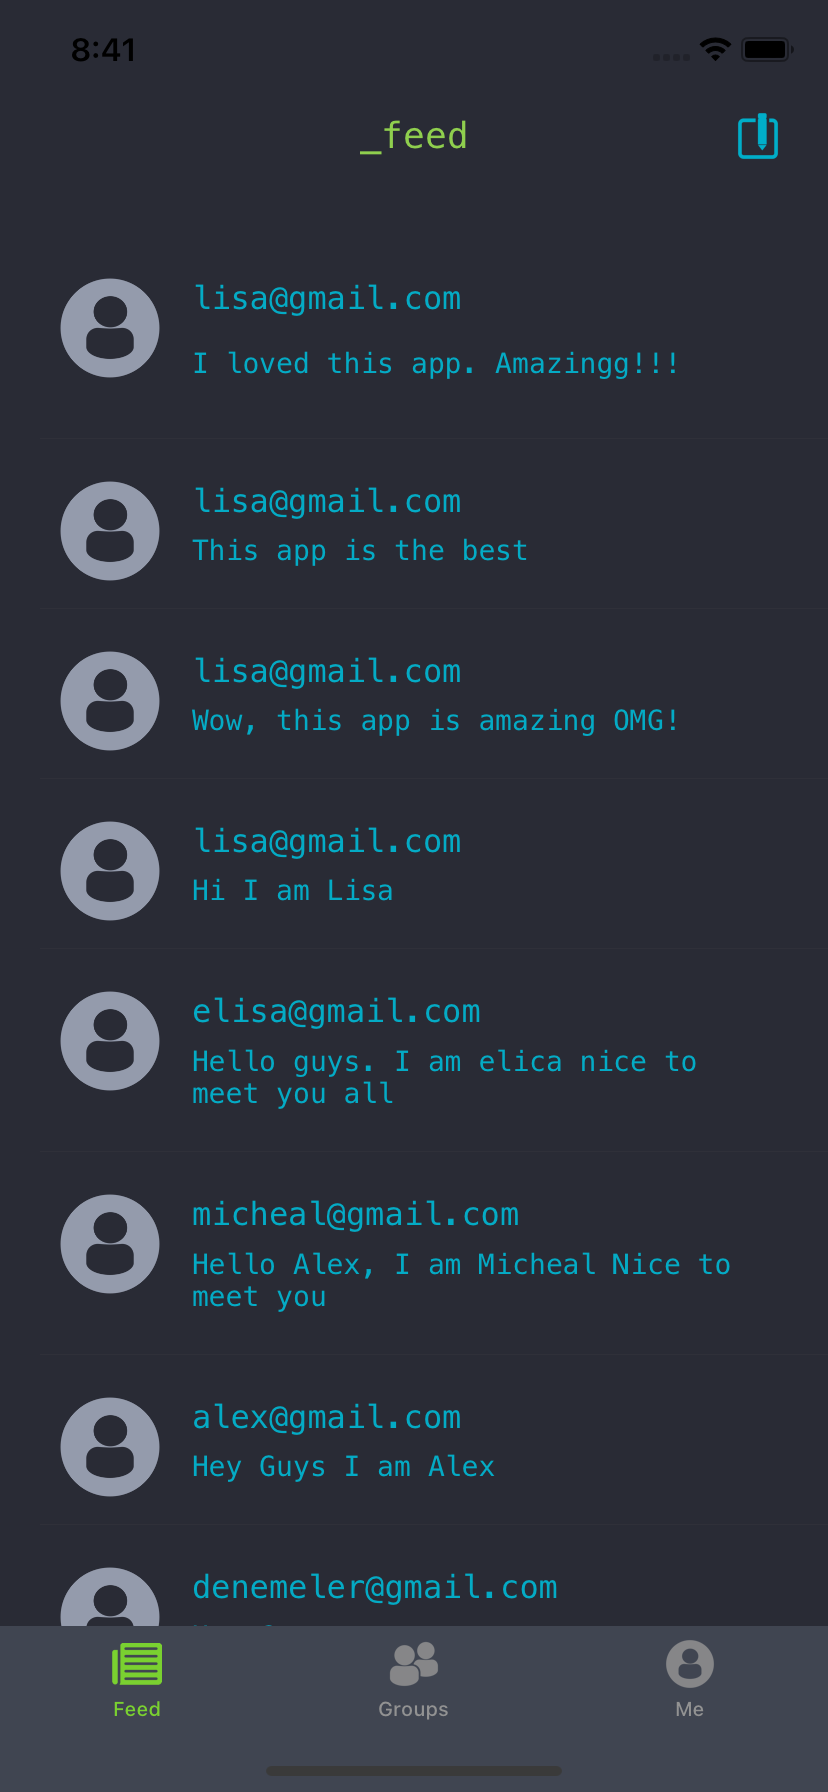 8:41
_feed
lisa@gmail.com
I loved this app. Amazingg!!!
lisa@gmail.com
This app is the best
lisa@gmail.com
Wow, this app is amazing OMG!
lisa@gmail.com
Hi I am Lisa
elisa@gmail.com
Hello guys. I am elica nice to
meet you all
micheal@gmail.com
Hello Alex, I am Micheal Nice to
meet you
alex@gmail.com
Hey Guys I am Alex
denemeler@gmail.com
Feed
Groups
Me